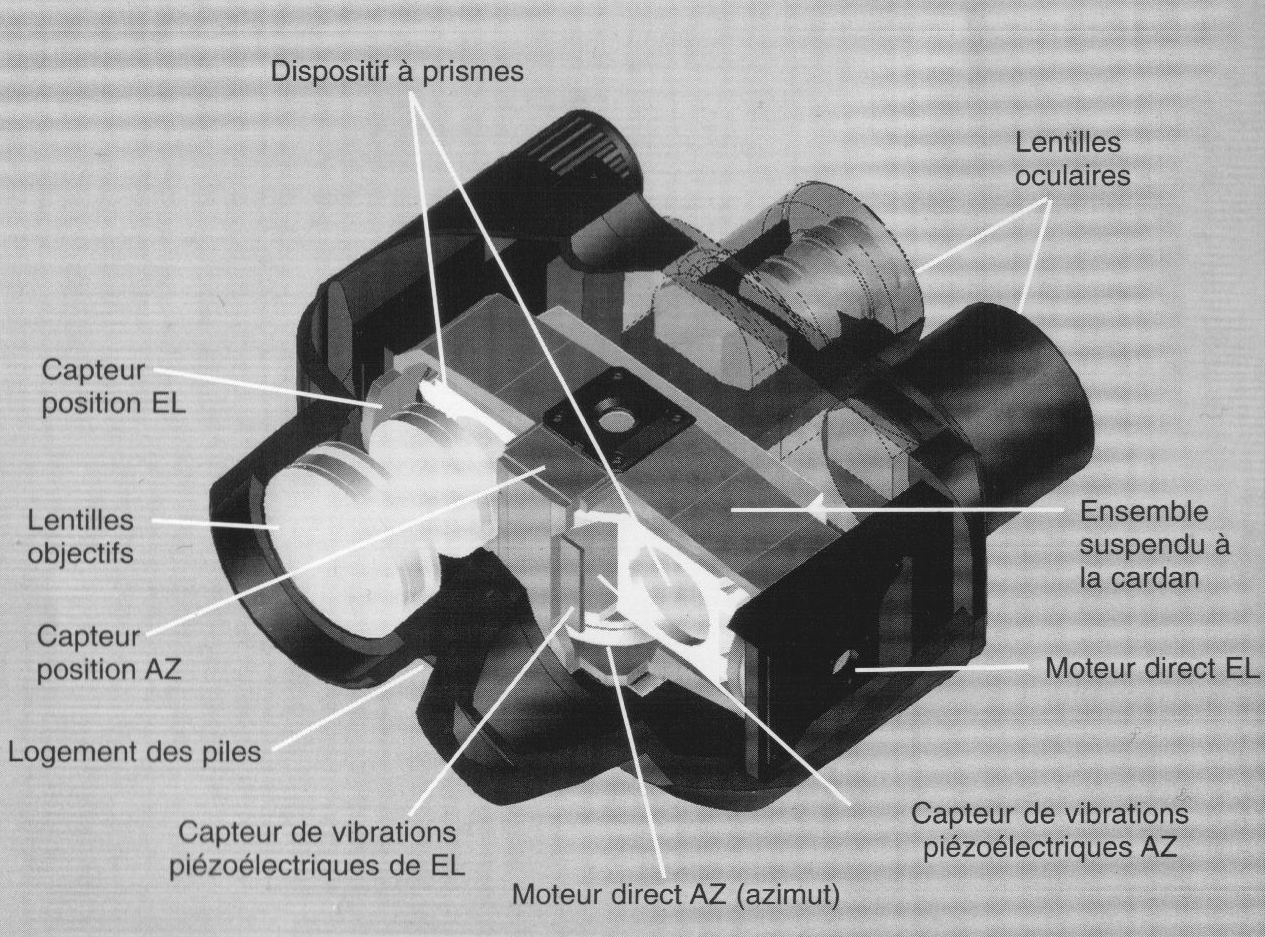 Dispositif à prismes
Lentilles
oculaires
Capteur
position EL
Lentilles
objectifs
Ensemble
suspendu à
la cardan
Capteur
position AZ
Moteur direct EL
Logement des piles
Capteur de vibrations
piézoélectriques de EL
Capteur de vibrations
piézoélectriques AZ
Moteur direct AZ (azimut)